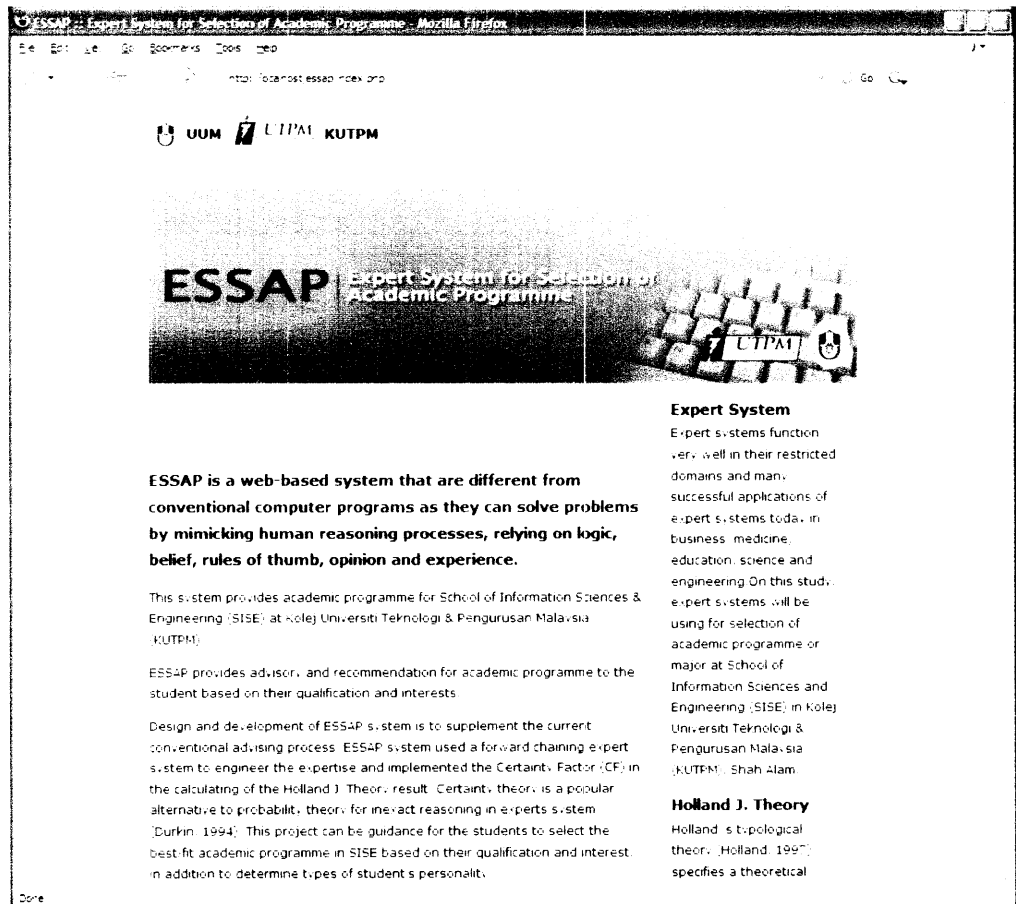 ESSAP :: Expert System for Selection of Academic Programme - Mozilla Firefox
Go Bookmarks Tools Help
Go
UUM UTPM KUTPM
ESSAP Expert System for Selection of
Academic Programme
UTPM
ESSAP is a web-based system that are different from
conventional computer programs as they can solve problems
by mimicking human reasoning processes, relying on logic,
belief, rules of thumb, opinion and experience.
This system provides academic programme for School of Information Sciences &
Engineering (SISE) at Kolej Universiti Teknologi & Pengurusan Malaysia
(KUTPM)
ESSAP provides advisory and recommendation for academic programme to the
student based on their qualification and interests.
Design and development of ESSAP system is to supplement the current
conventional advising process. ESSAP system used a forward chaining expert
system to engineer the expertise and implemented the Certainty Factor (CF) in
the calculating of the Holland J. Theory result. Certainty theory is a popular
alternative to probability theory for inexact reasoning in experts system
(Durkin, 1994). This project can be guidance for the students to select the
best-fit academic programme in SISE based on their qualification and interest,
in addition to determine types of student's personality
Expert System
Expert systems function
very well in their restricted
domains and many
successful applications of
expert systems today in
business, medicine,
education, science and
engineering.On this study,
expert systems will be
using for selection of
academic programme or
major at School of
Information Sciences and
Engineering (SISE) in Kolej
Universiti Teknologi &
Pengurusan Malaysia
(KUTPM), Shah Alam.
Holland J. Theory
Holland's typological
theory (Holland, 1997)
specifies a theoretical
Done